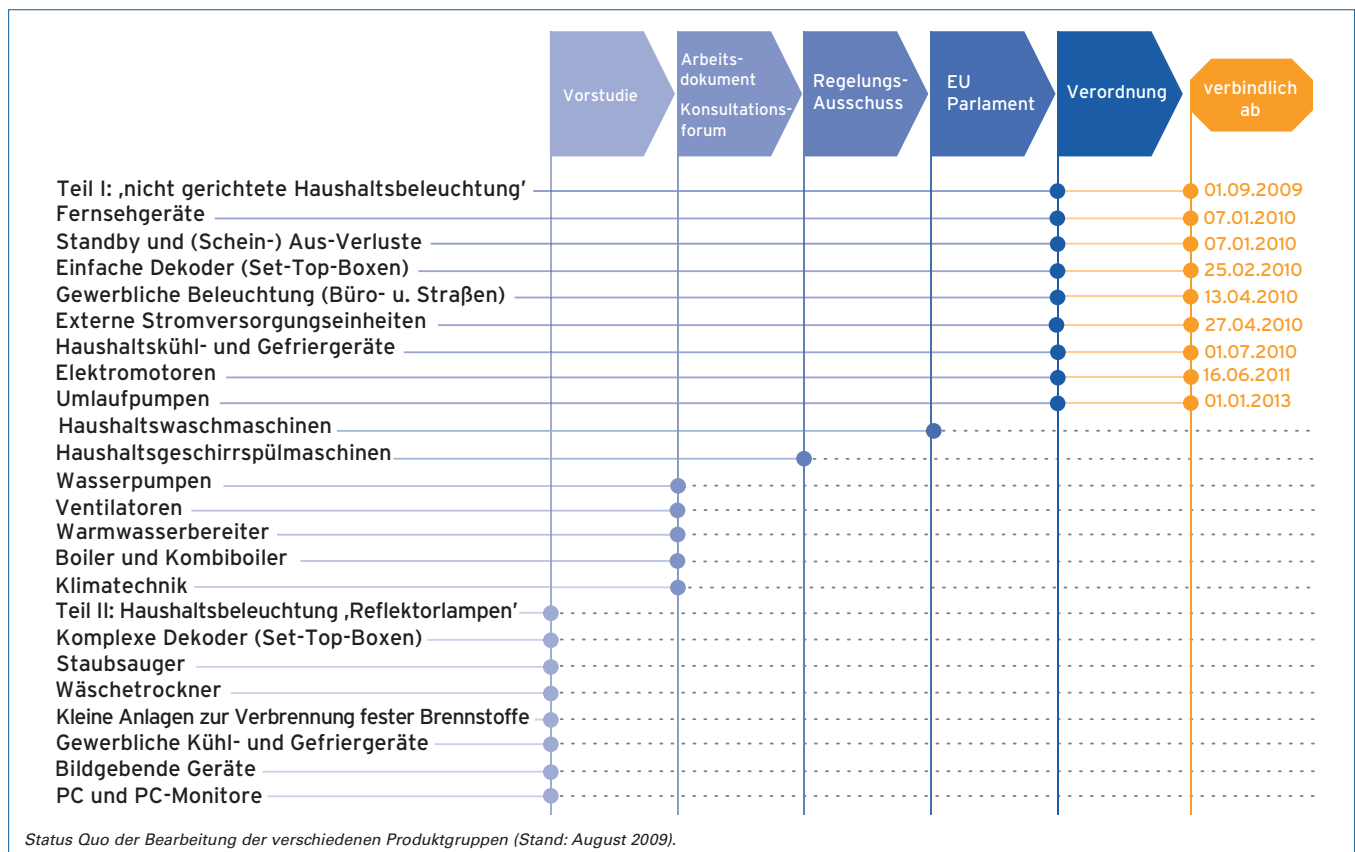 Vorstudie
Arbeits-
dokument
Konsultations-
forum
Regelungs-
Ausschuss
EU
Parlament
Verordnung
verbindlich
ab
Teil I: ‚nicht gerichtete Haushaltsbeleuchtung’ 01.09.2009
Fernsehgeräte 07.01.2010
Standby und (Schein-) Aus-Verluste 07.01.2010
Einfache Dekoder (Set-Top-Boxen) 25.02.2010
Gewerbliche Beleuchtung (Büro- u. Straßen) 13.04.2010
Externe Stromversorgungseinheiten 27.04.2010
Haushaltskühl- und Gefriergeräte 01.07.2010
Elektromotoren 16.06.2011
Umlaufpumpen 01.01.2013
Haushaltswaschmaschinen
Haushaltsgeschirrspülmaschinen
Wasserpumpen
Ventilatoren
Warmwasserbereiter
Boiler und Kombiboiler
Klimatechnik
Teil II: Haushaltsbeleuchtung ‚Reflektorlampen’
Komplexe Dekoder (Set-Top-Boxen)
Staubsauger
Wäschetrockner
Kleine Anlagen zur Verbrennung fester Brennstoffe
Gewerbliche Kühl- und Gefriergeräte
Bildgebende Geräte
PC und PC-Monitore
Status Quo der Bearbeitung der verschiedenen Produktgruppen (Stand: August 2009).